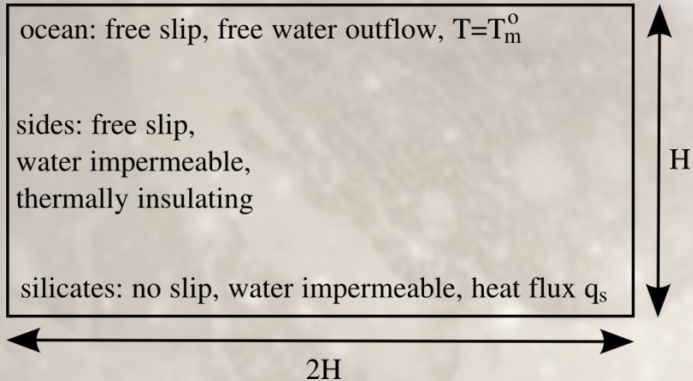 ocean: free slip, free water outflow, T=Tₘᵒ
sides: free slip,
water impermeable,
thermally insulating
H
silicates: no slip, water impermeable, heat flux qₛ
2H